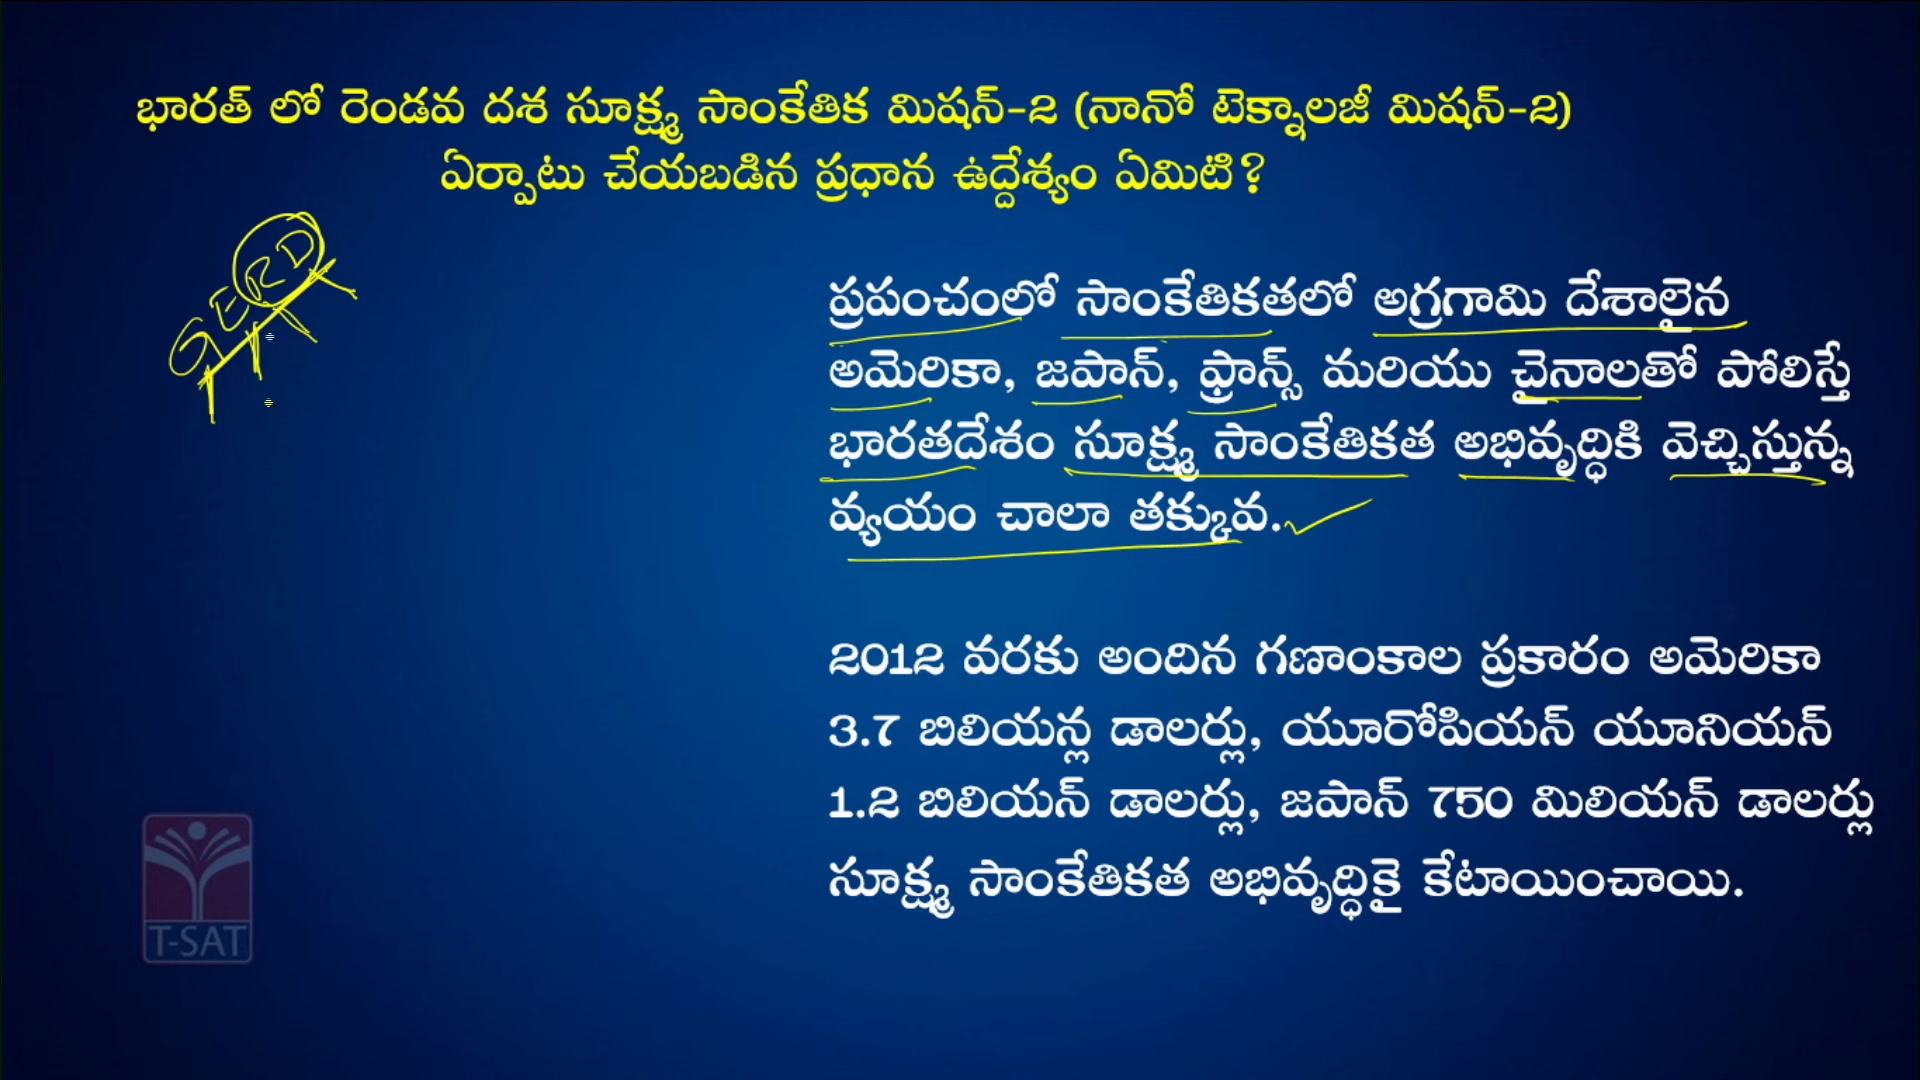 భారత్ లో రెండవ దశ సూక్ష్మ సాంకేతిక మిషన్-2 (నానో టెక్నాలజీ మిషన్-2)
ఏర్పాటు చేయబడిన ప్రధాన ఉద్దేశ్యం ఏమిటి?
SERD
ప్రపంచంలో సాంకేతికతలో అగ్రగామి దేశాలైన
అమెరికా, జపాన్, ఫ్రాన్స్ మరియు చైనాలతో పోలిస్తే
భారతదేశం సూక్ష్మ సాంకేతికత అభివృద్ధికి వెచ్చిస్తున్న
వ్యయం చాలా తక్కువ.
2012 వరకు అందిన గణాంకాల ప్రకారం అమెరికా
3.7 బిలియన్ల డాలర్లు, యూరోపియన్ యూనియన్
1.2 బిలియన్ డాలర్లు, జపాన్ 750 మిలియన్ డాలర్లు
సూక్ష్మ సాంకేతికత అభివృద్ధికై కేటాయించాయి.
T-SAT